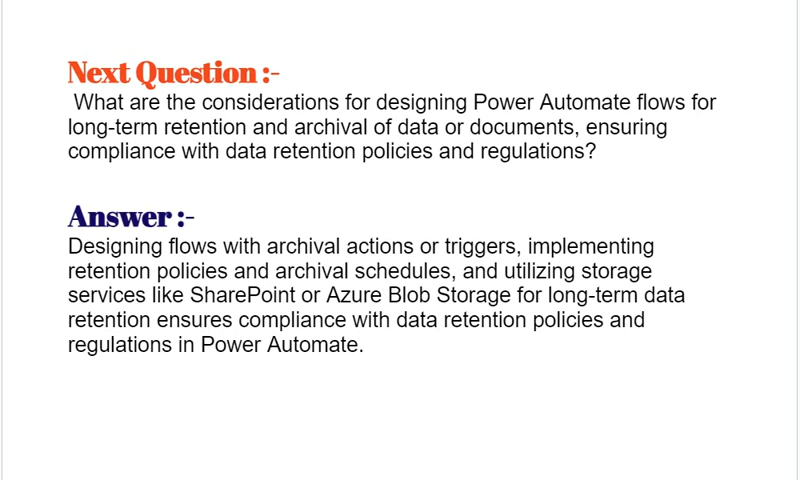 Next Question :-
What are the considerations for designing Power Automate flows for
long-term retention and archival of data or documents, ensuring
compliance with data retention policies and regulations?
Answer :-
Designing flows with archival actions or triggers, implementing
retention policies and archival schedules, and utilizing storage
services like SharePoint or Azure Blob Storage for long-term data
retention ensures compliance with data retention policies and
regulations in Power Automate.